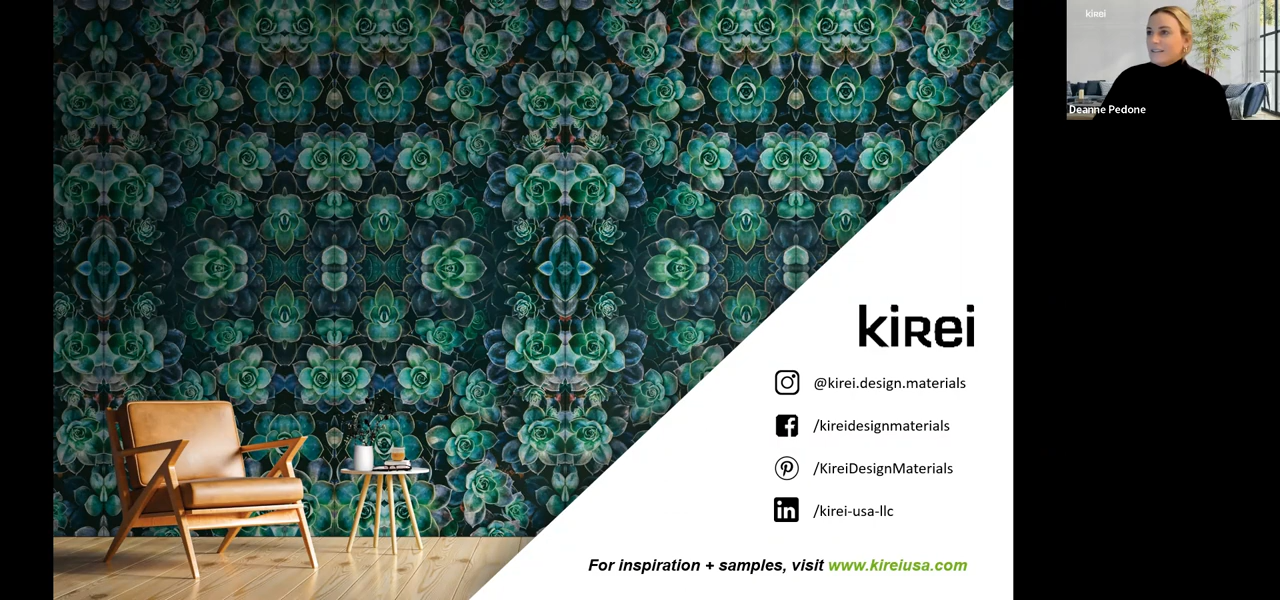 kirei
Deanne Pedone
kirei
@kirei.design.materials
/kireidesignmaterials
/KireiDesignMaterials
/kirei-usa-llc
For inspiration + samples, visit www.kireiusa.com